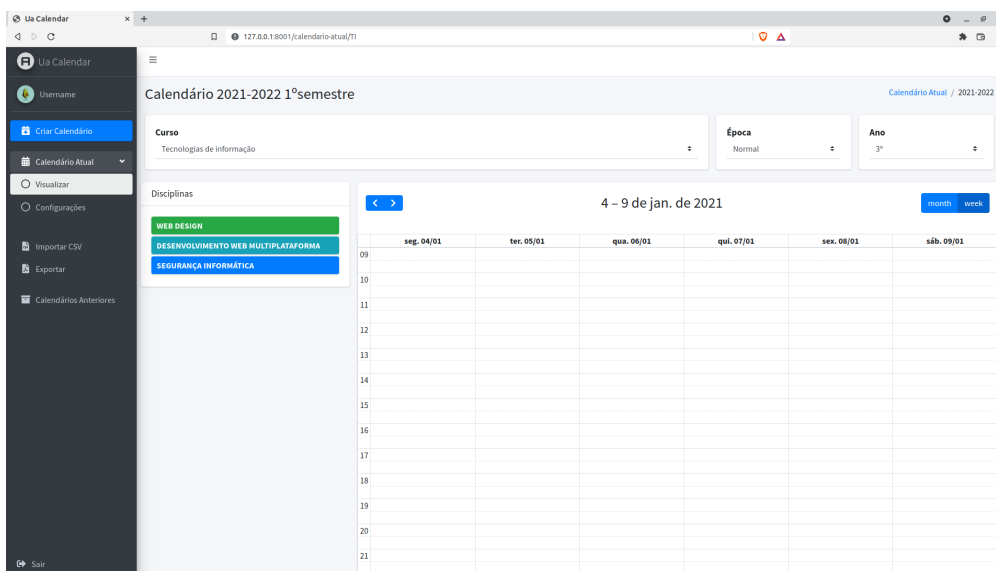 Ua Calendar
127.0.0.1:8001/calendario-atual/TI
Ua Calendar
Username
Criar Calendário
Calendário Atual
Visualizar
Configurações
Importar CSV
Exportar
Calendários Anteriores
Sair
Calendário 2021-2022 1ºsemestre
Calendário Atual / 2021-2022
Curso
Tecnologias de informação
Época
Normal
Ano
3º
Disciplinas
WEB DESIGN
DESENVOLVIMENTO WEB MULTIPLATAFORMA
SEGURANÇA INFORMÁTICA
4 – 9 de jan. de 2021
month week
seg. 04/01 ter. 05/01 qua. 06/01 qui. 07/01 sex. 08/01 sáb. 09/01
09
10
11
12
13
14
15
16
17
18
19
20
21